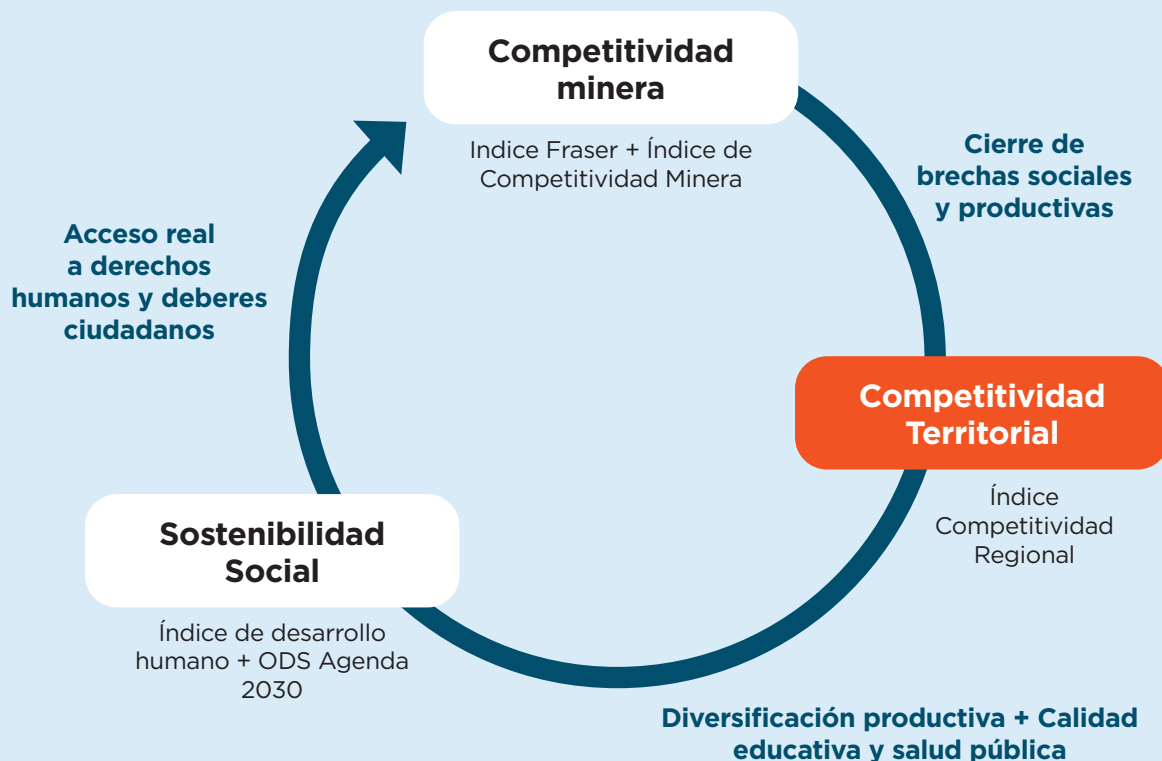 Competitividad
minera
Indice Fraser + Índice de
Competitividad Minera
Cierre de
brechas sociales
y productivas
Competitividad
Territorial
Índice
Competitividad
Regional
Diversificación productiva + Calidad
educativa y salud pública
Sostenibilidad
Social
Índice de desarrollo
humano + ODS Agenda
2030
Acceso real
a derechos
humanos y deberes
ciudadanos